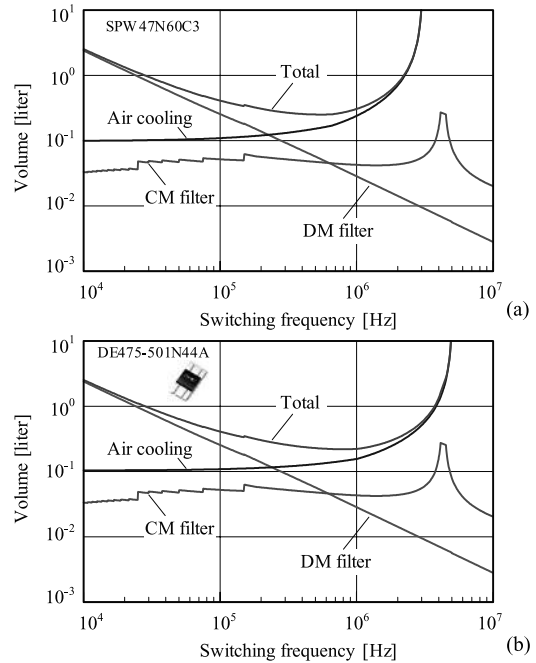 SPW47N60C3
Volume [liter]
10^1
10^0
10^-1
10^-2
10^-3
Total
Air cooling
CM filter
DM filter
10^4
10^5
10^6
10^7
Switching frequency [Hz]
(a)
DE475-501N44A
Volume [liter]
10^1
10^0
10^-1
10^-2
10^-3
Total
Air cooling
CM filter
DM filter
10^4
10^5
10^6
10^7
Switching frequency [Hz]
(b)